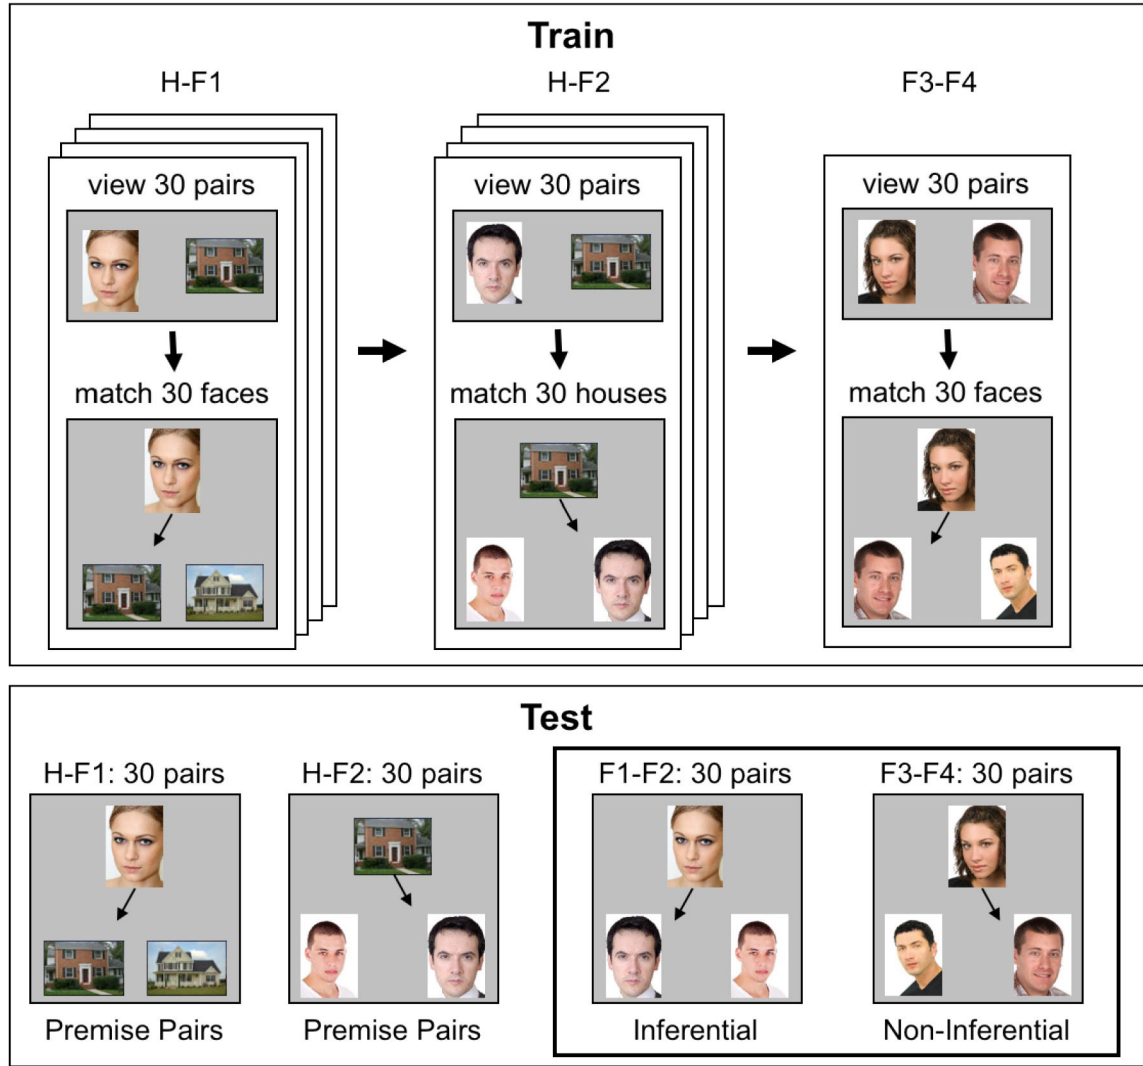 Train
H-F1
H-F2
F3-F4
view 30 pairs
view 30 pairs
view 30 pairs
match 30 faces
match 30 houses
match 30 faces
Test
H-F1: 30 pairs
H-F2: 30 pairs
F1-F2: 30 pairs
F3-F4: 30 pairs
Premise Pairs
Premise Pairs
Inferential
Non-Inferential